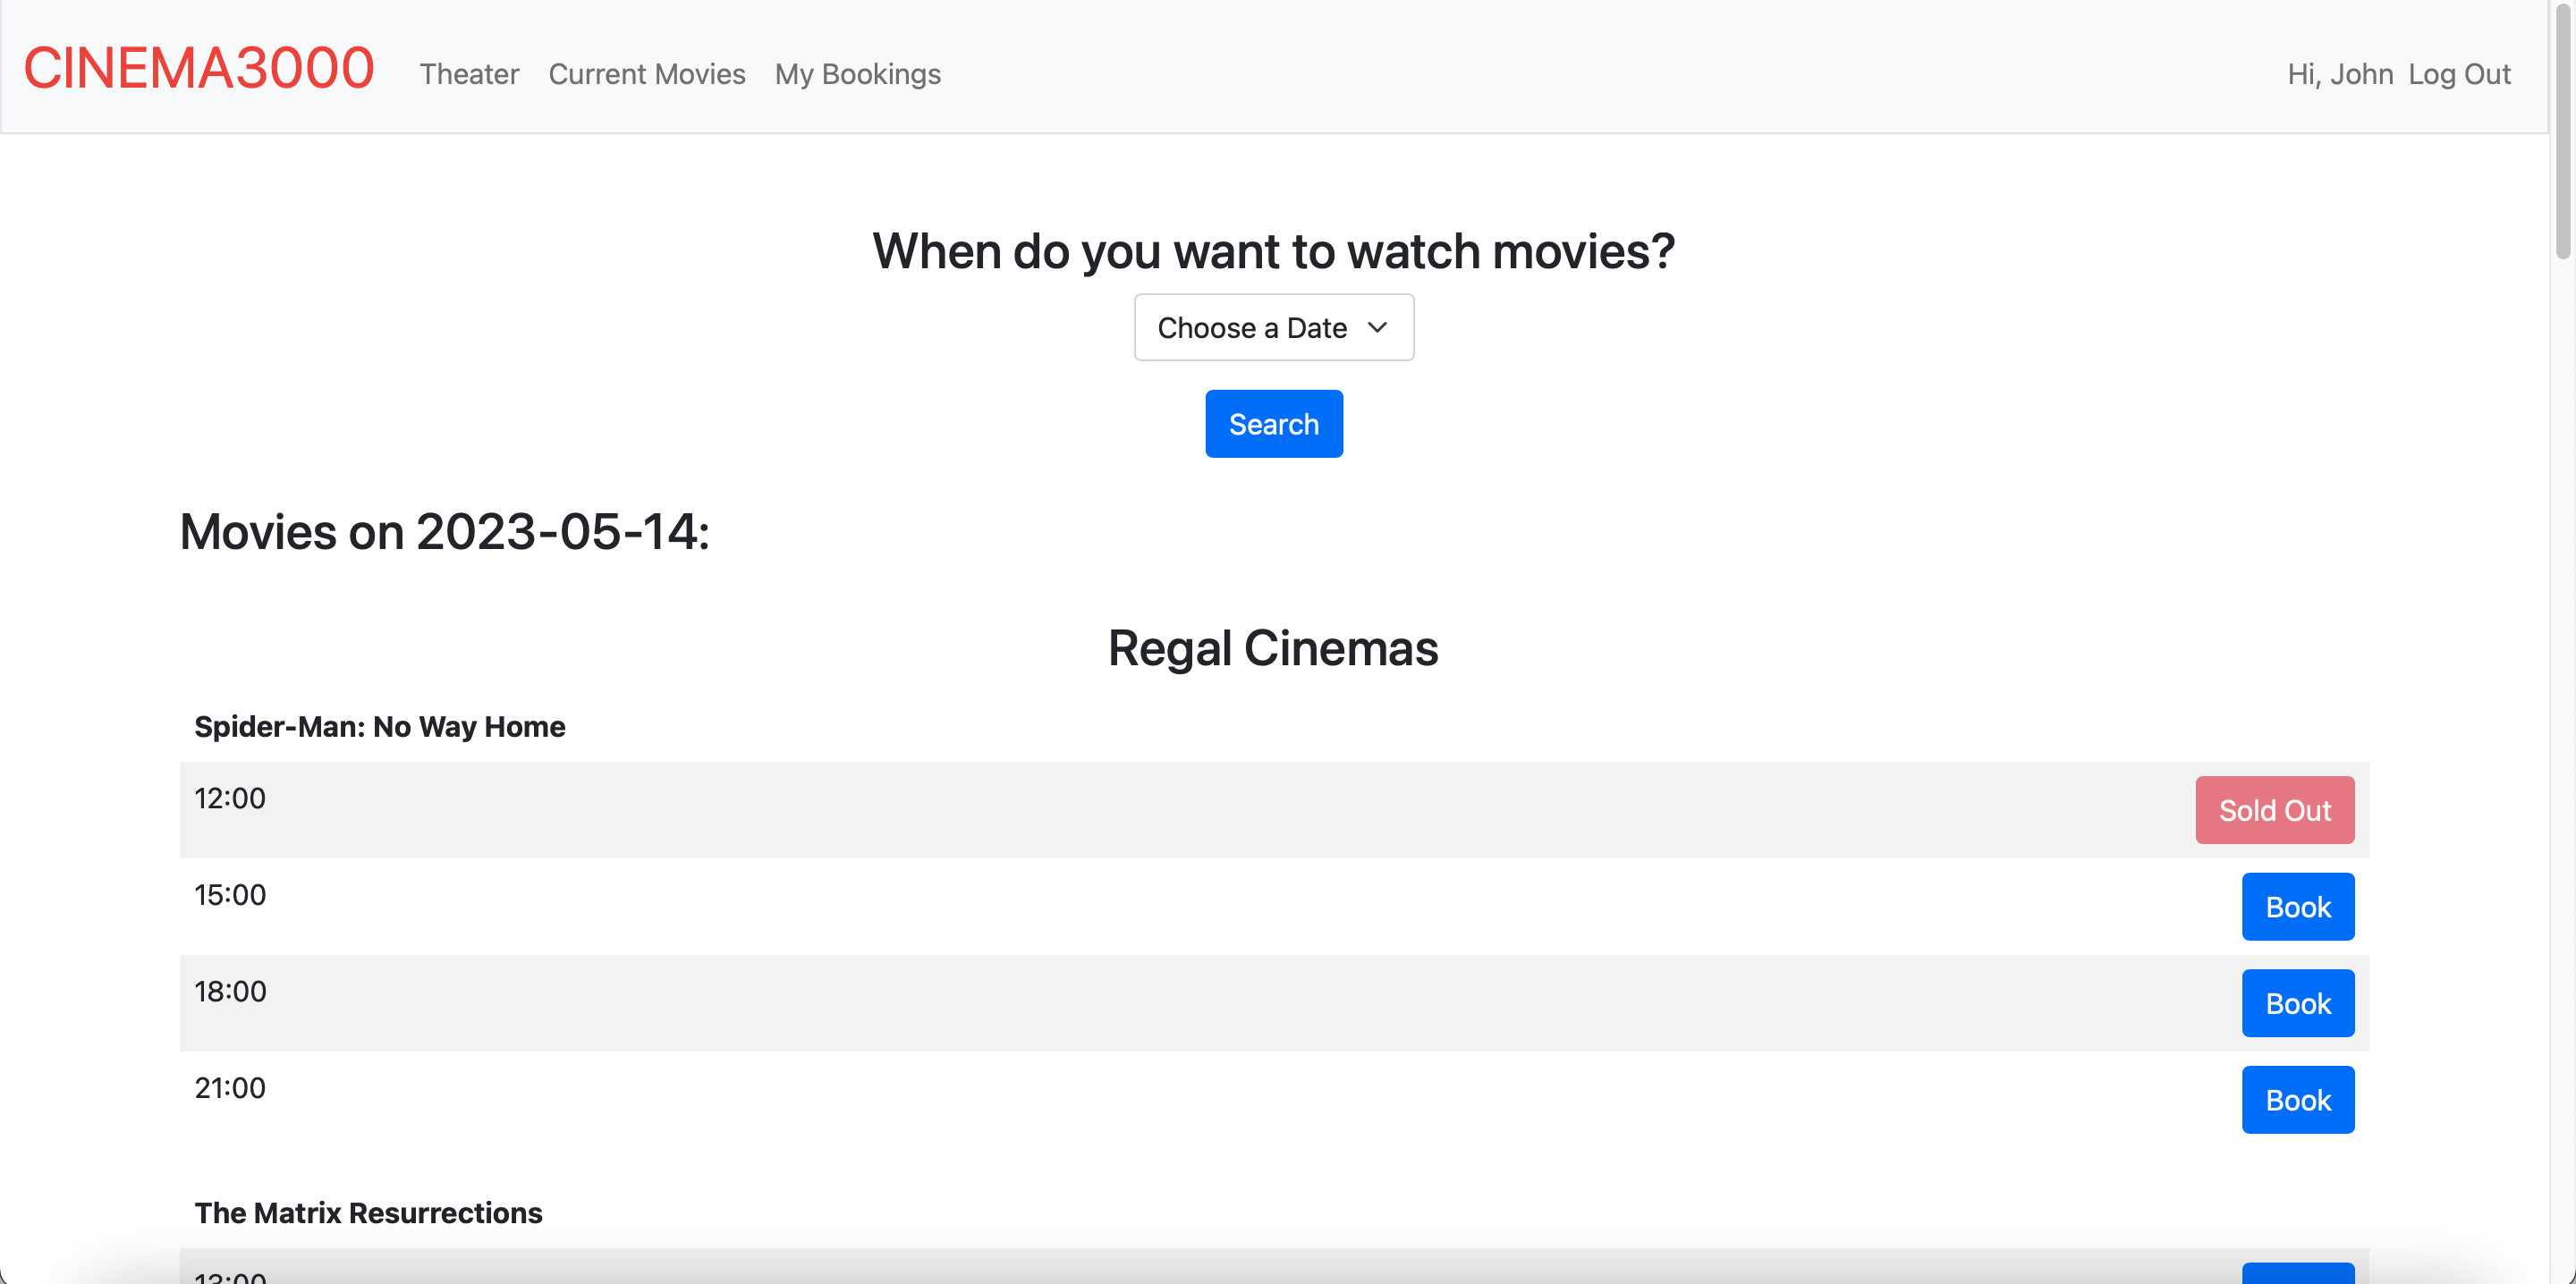 CINEMA3000 Theater Current Movies My Bookings Hi, John Log Out
When do you want to watch movies?
Choose a Date
Search
Movies on 2023-05-14:
Regal Cinemas
Spider-Man: No Way Home
12:00 Sold Out
15:00 Book
18:00 Book
21:00 Book
The Matrix Resurrections
13:00